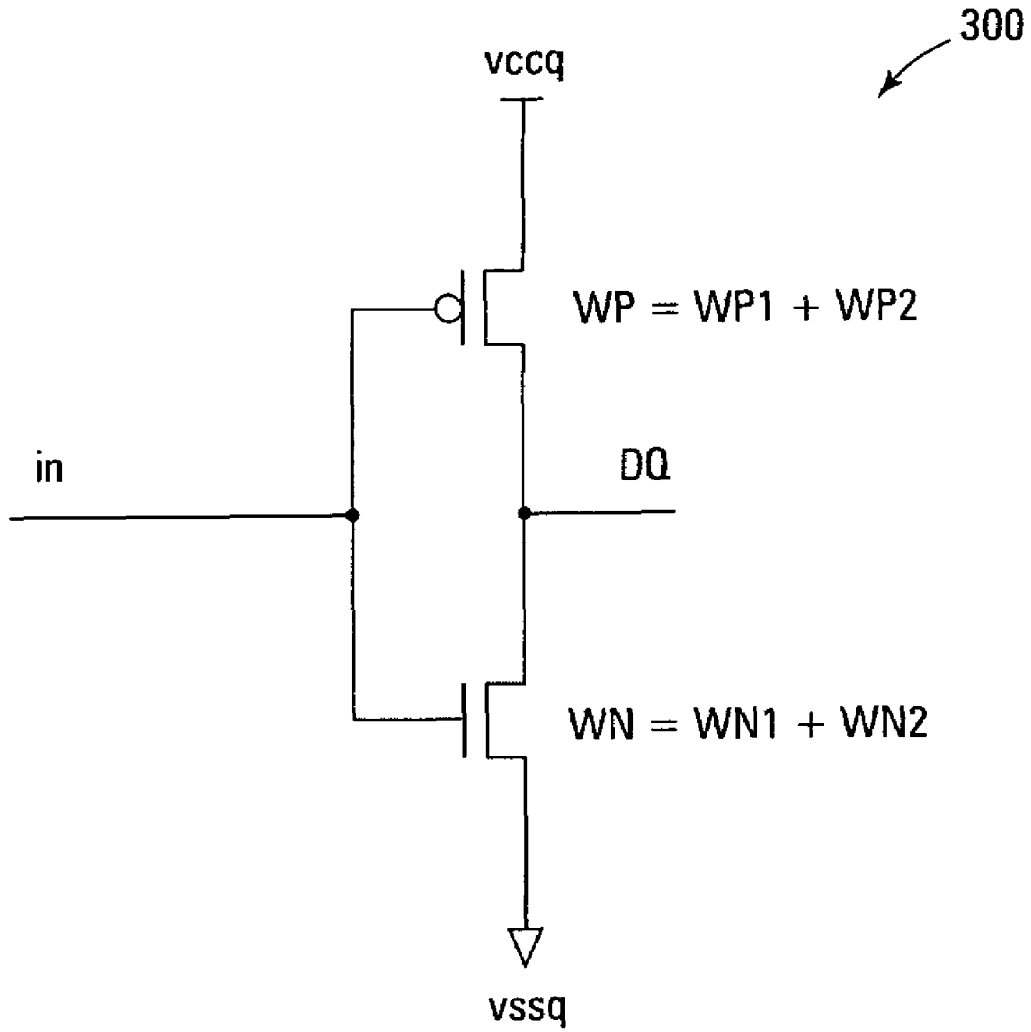 300
vccq
WP = WP1 + WP2
in
DQ
WN = WN1 + WN2
vssq